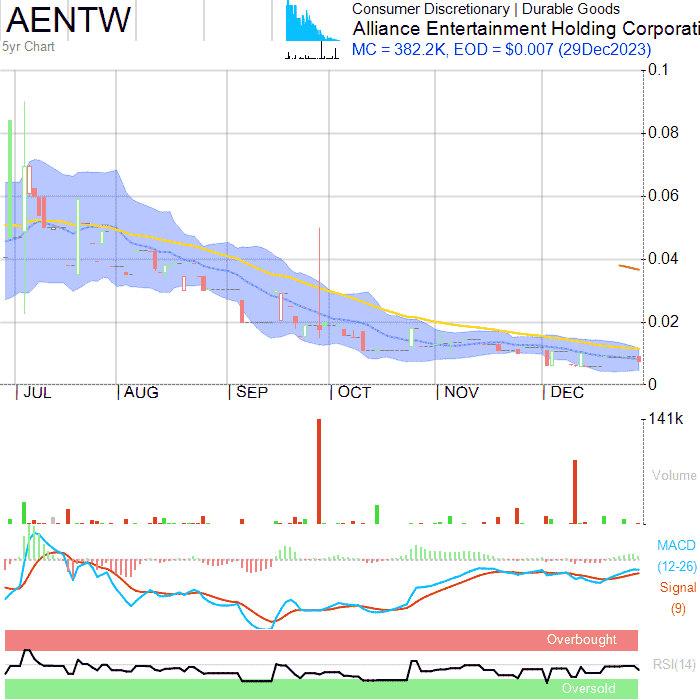 AENTW
5yr Chart
Consumer Discretionary | Durable Goods
Alliance Entertainment Holding Corporati
MC = 382.2K, EOD = $0.007 (29Dec2023)
0.1
0.08
0.06
0.04
0.02
0
JUL AUG SEP OCT NOV DEC
141k
Volume
MACD
(12-26)
Signal
(9)
Overbought
RSI(14)
Oversold